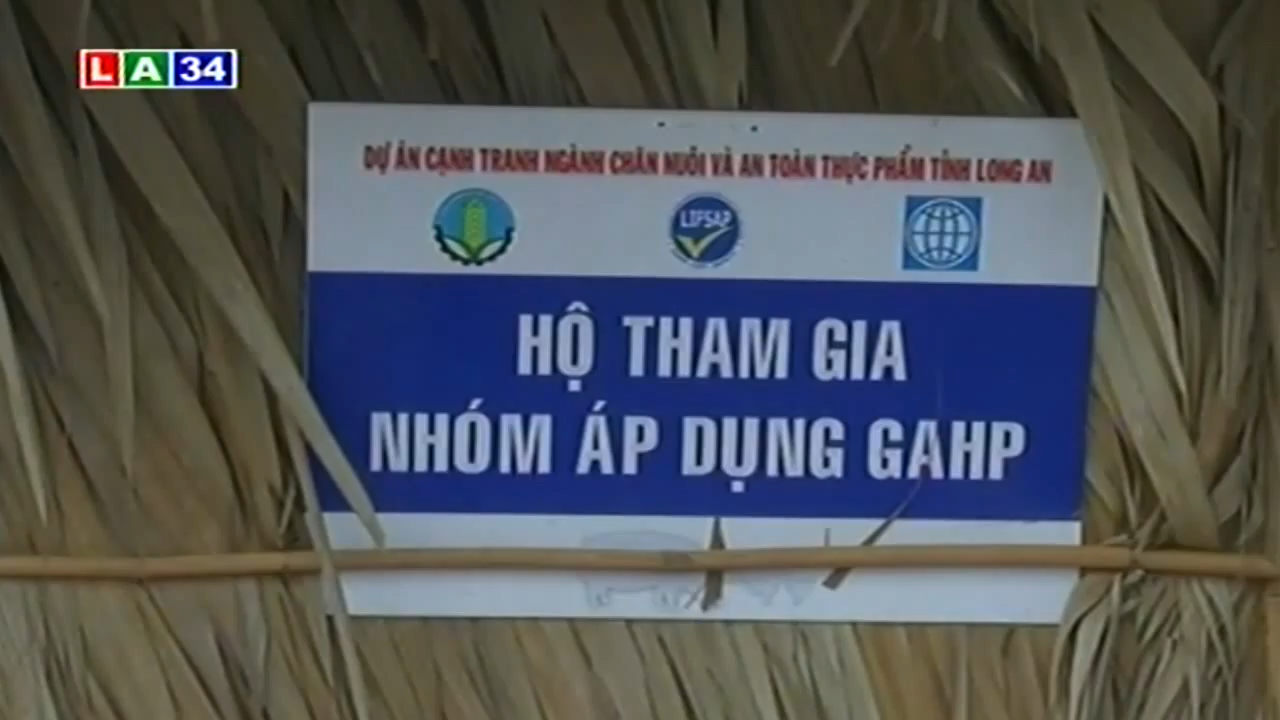 LA34
DỰ ÁN CẠNH TRANH NGÀNH CHĂN NUÔI VÀ AN TOÀN THỰC PHẨM TỈNH LONG AN
LIFSAP
HỘ THAM GIA
NHÓM ÁP DỤNG GAHP